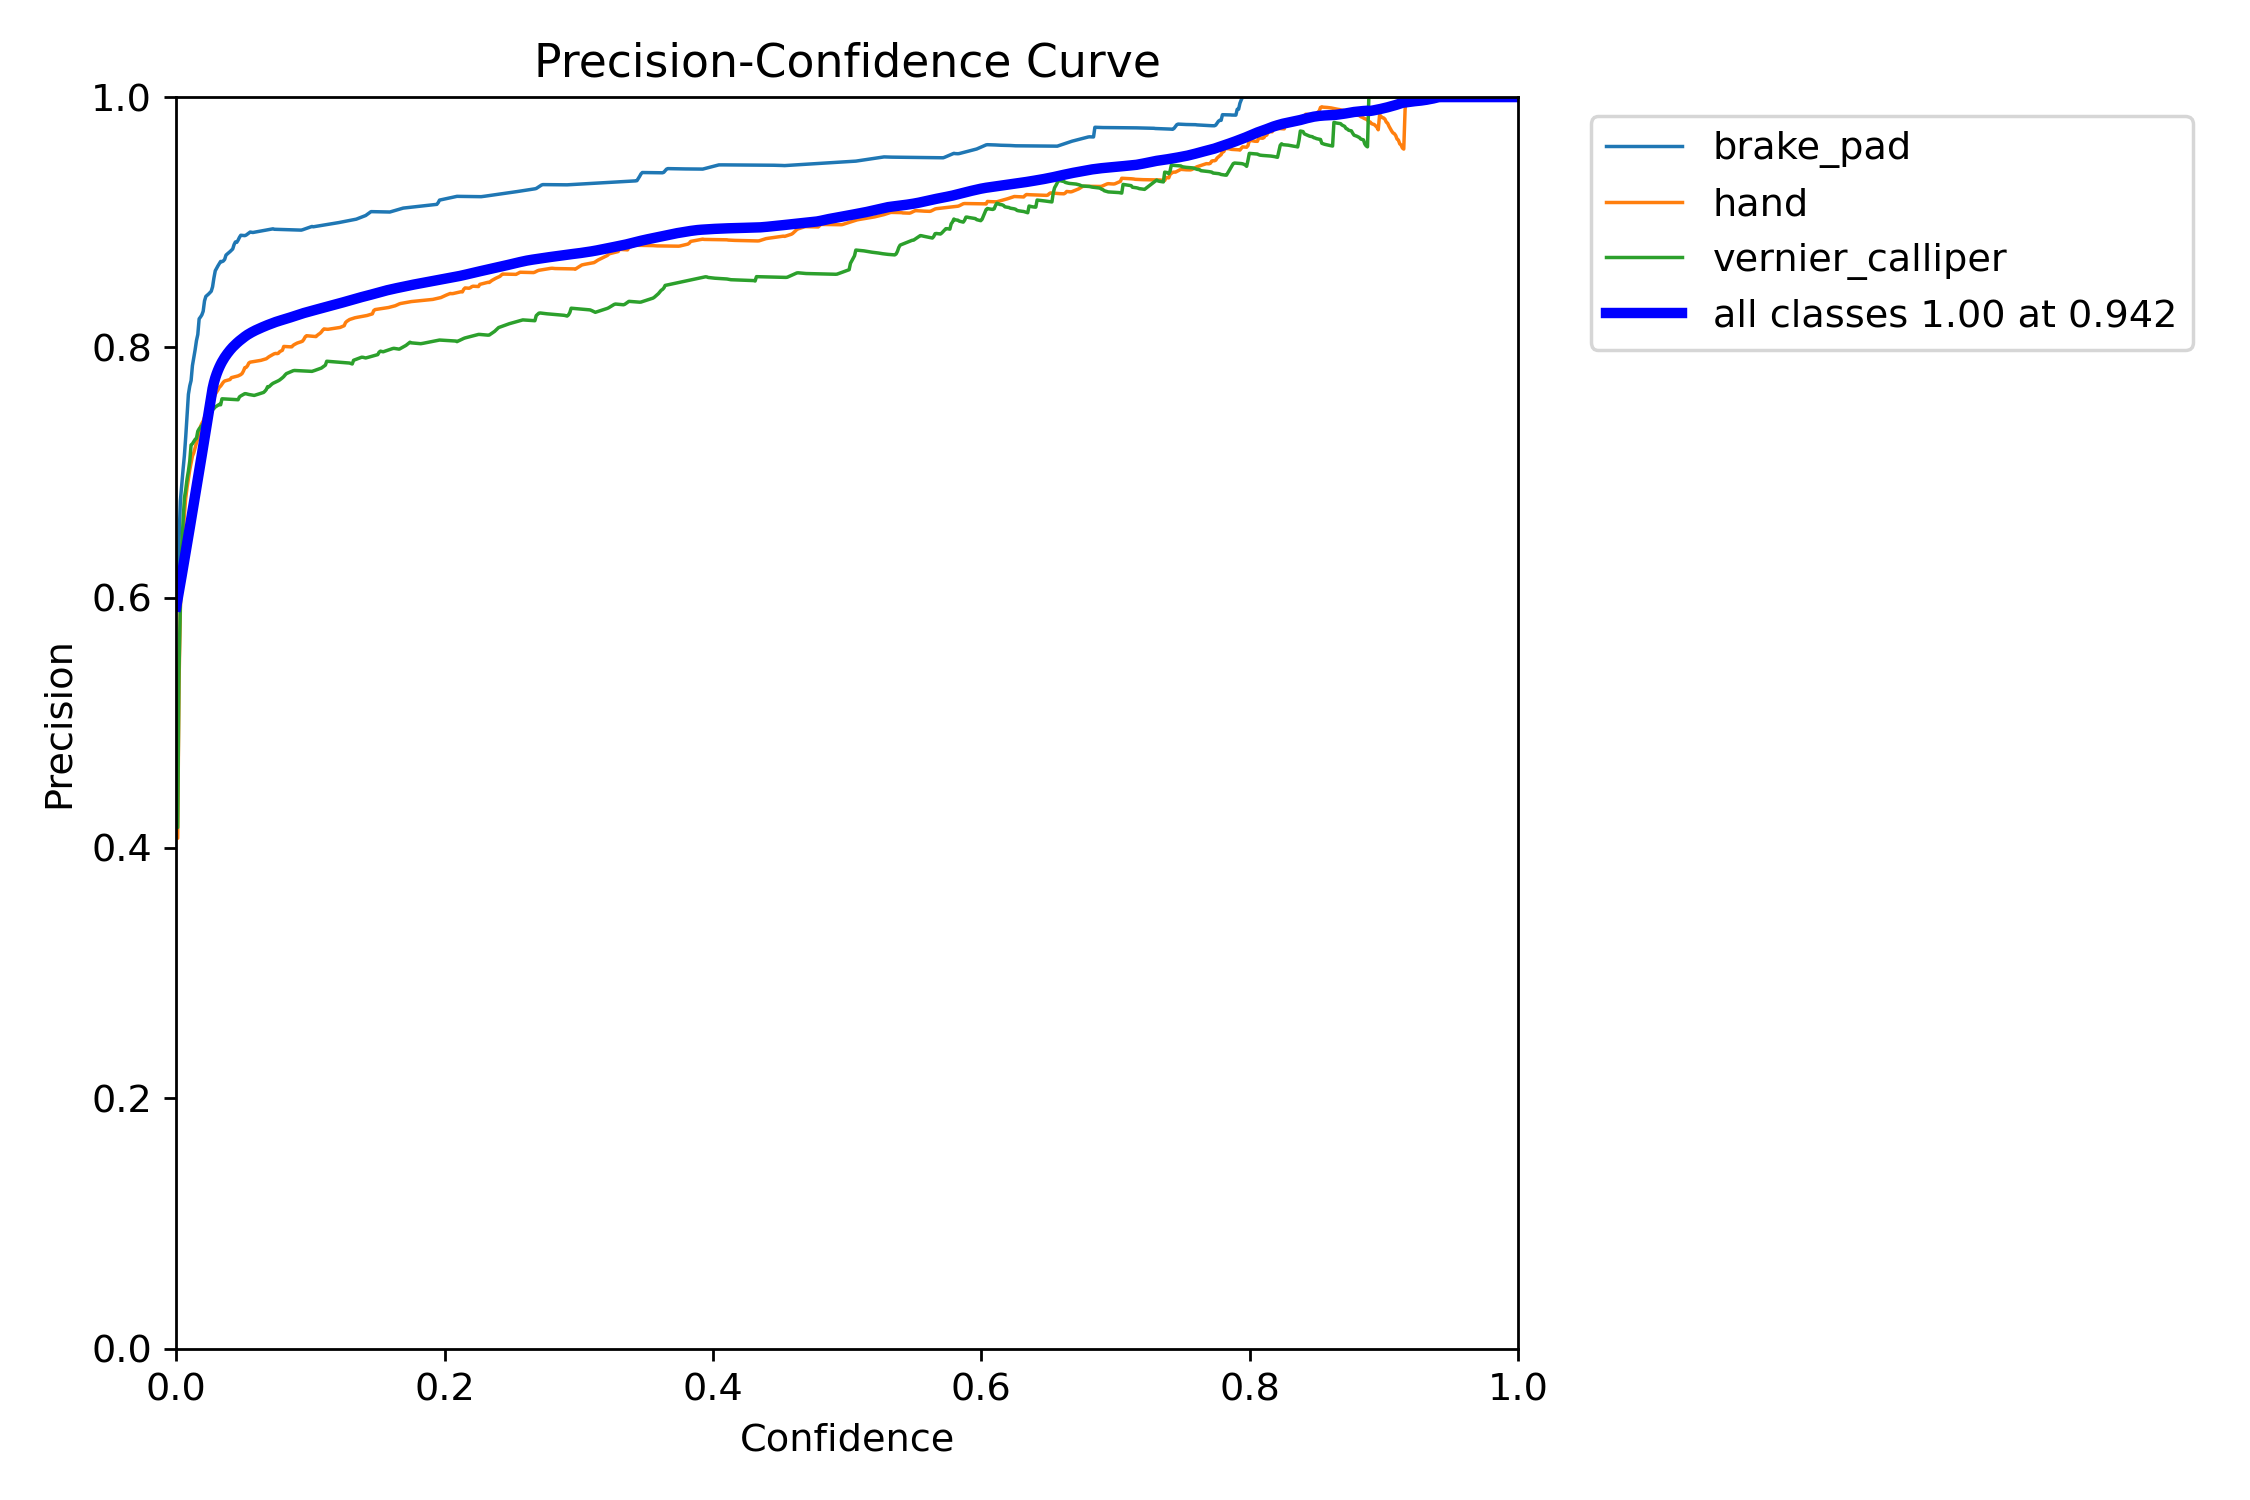 Precision-Confidence Curve
1.0
0.8
0.6
0.4
0.2
0.0
Precision
0.0 0.2 0.4 0.6 0.8 1.0
Confidence
brake_pad
hand
vernier_calliper
all classes 1.00 at 0.942